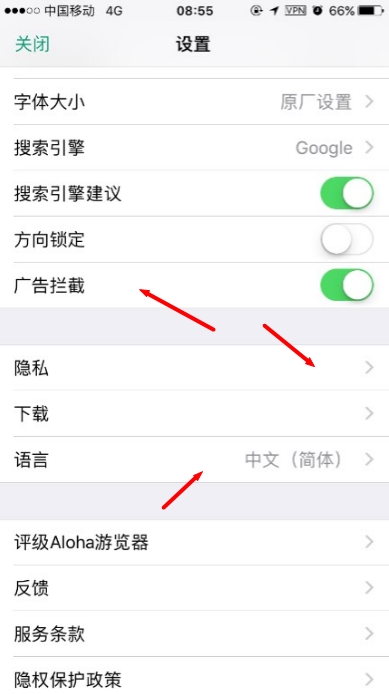 中国移动 4G 08:55 VPN 66%
关闭 设置
字体大小 原厂设置
搜索引擎 Google
搜索引擎建议
方向锁定
广告拦截
隐私
下载
语言 中文（简体）
评级Aloha游览器
反馈
服务条款
隐权保护政策